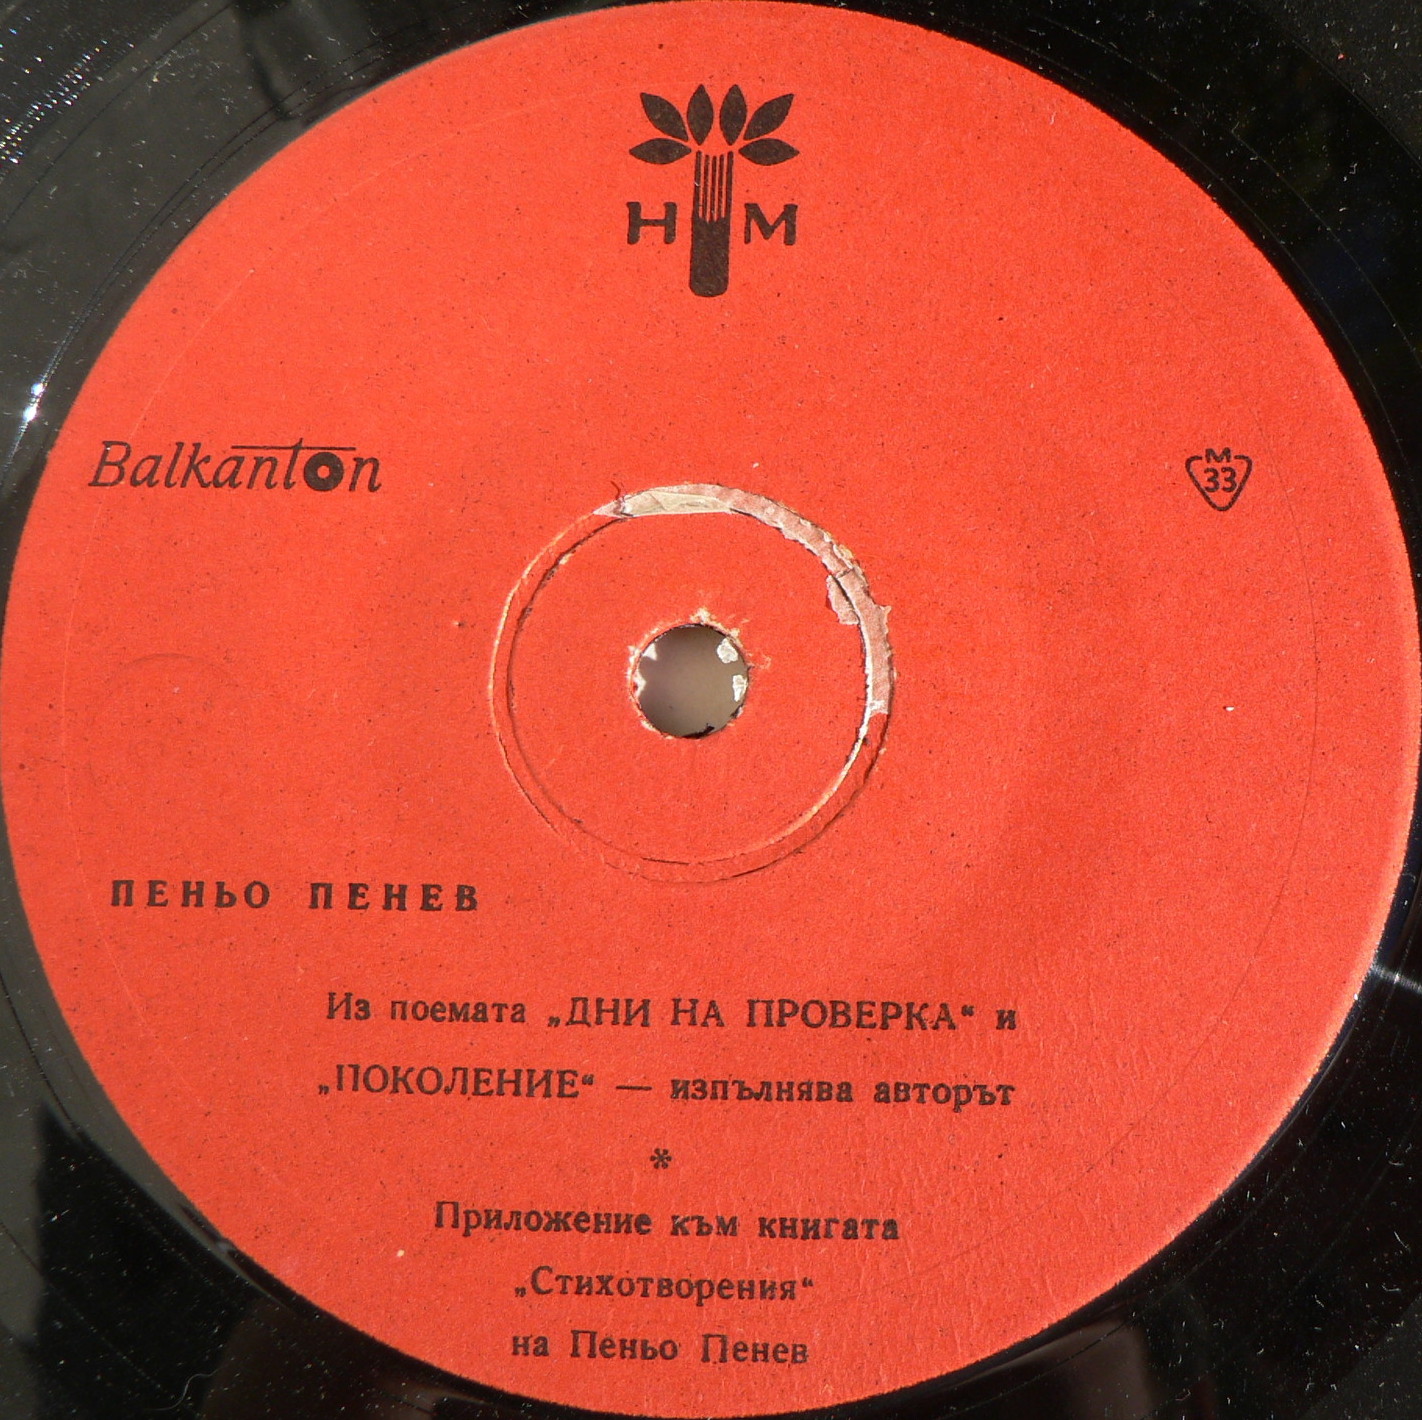 Н М
Balkanton
М
33
ПЕНЬО ПЕНЕВ
Из поемата „ДНИ НА ПРОВЕРКА“ и
„ПОКОЛЕНИЕ“ — изпълнява авторът
*
Приложение към книгата
„Стихотворения“
на Пеньо Пенев